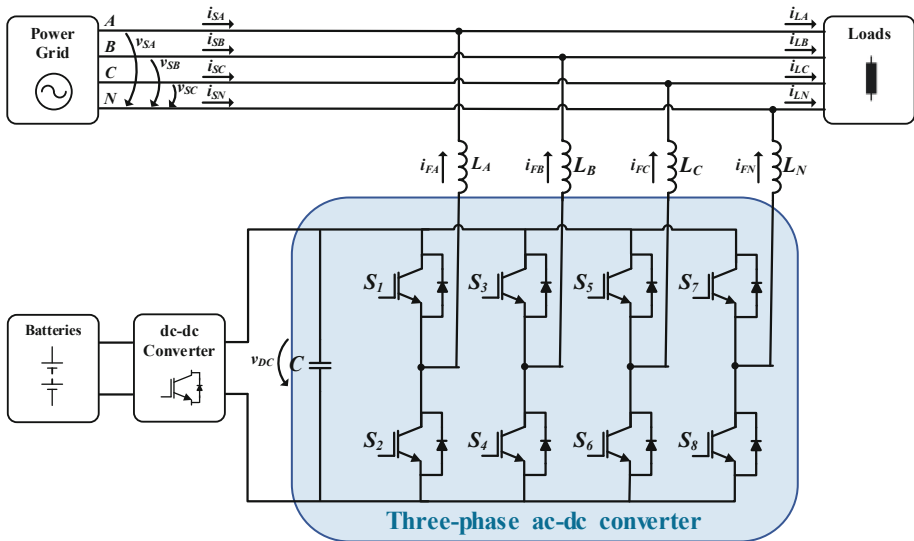 Power
Grid
A
B
C
N
vSA
vSB
vSC
iSA
iSB
iSC
iSN
iLA
iLB
iLC
iLN
Loads
iFA
LA
iFB
LB
iFC
LC
iFN
LN
S1
S3
S5
S7
Batteries
dc-dc
Converter
vDC
C
S2
S4
S6
S8
Three-phase ac-dc converter